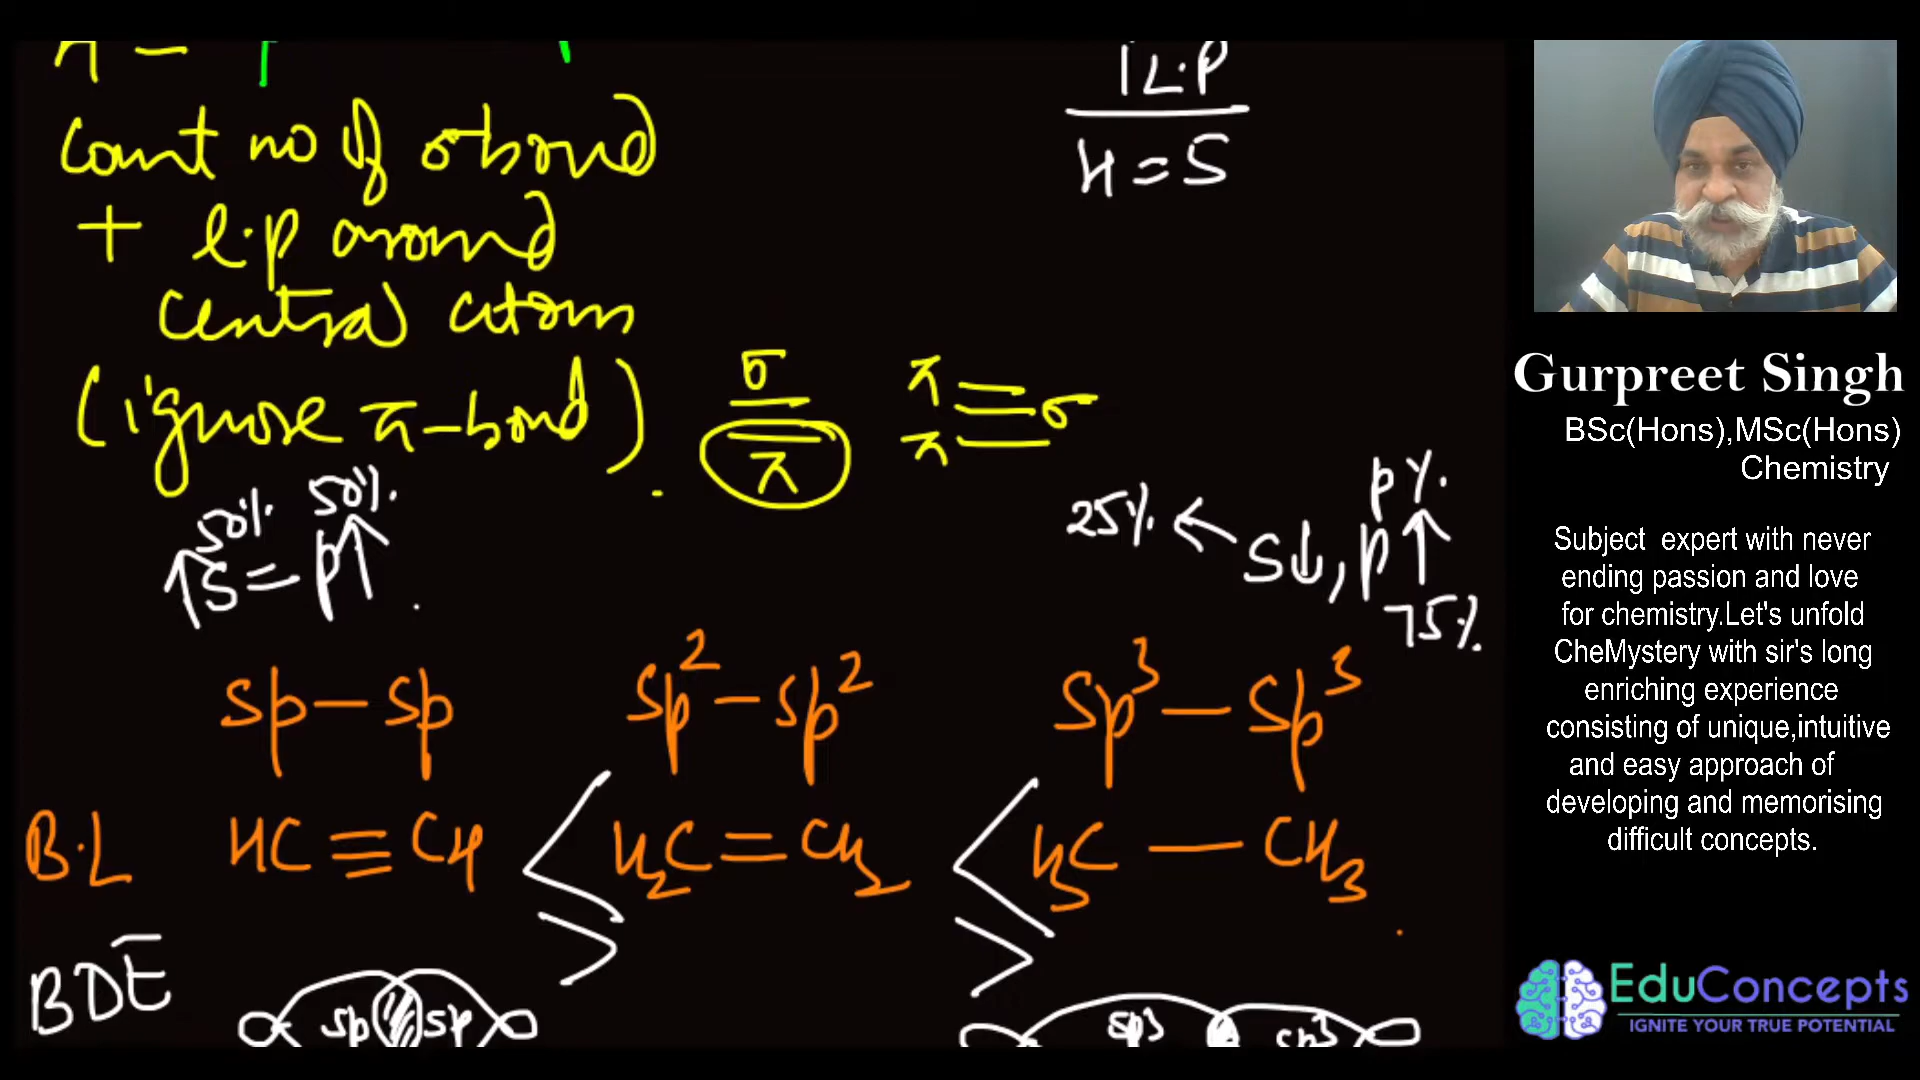 1 L.P
H = 5
count no of σ bond
+ l.p around
central atom
(ignore π-bond)
σ
π
π σ
π
50% 50%
↑S = p↑
p%
25% ← S↓, p↑
75%
sp — sp sp² — sp² sp³ — sp³
B.L HC ≡ CH < H₂C = CH₂ < H₃C — CH₃
BDE > >
sp sp sp3 sp3
Gurpreet Singh
BSc(Hons),MSc(Hons)
Chemistry
Subject expert with never
ending passion and love
for chemistry.Let's unfold
CheMystery with sir's long
enriching experience
consisting of unique,intuitive
and easy approach of
developing and memorising
difficult concepts.
EduConcepts
IGNITE YOUR TRUE POTENTIAL